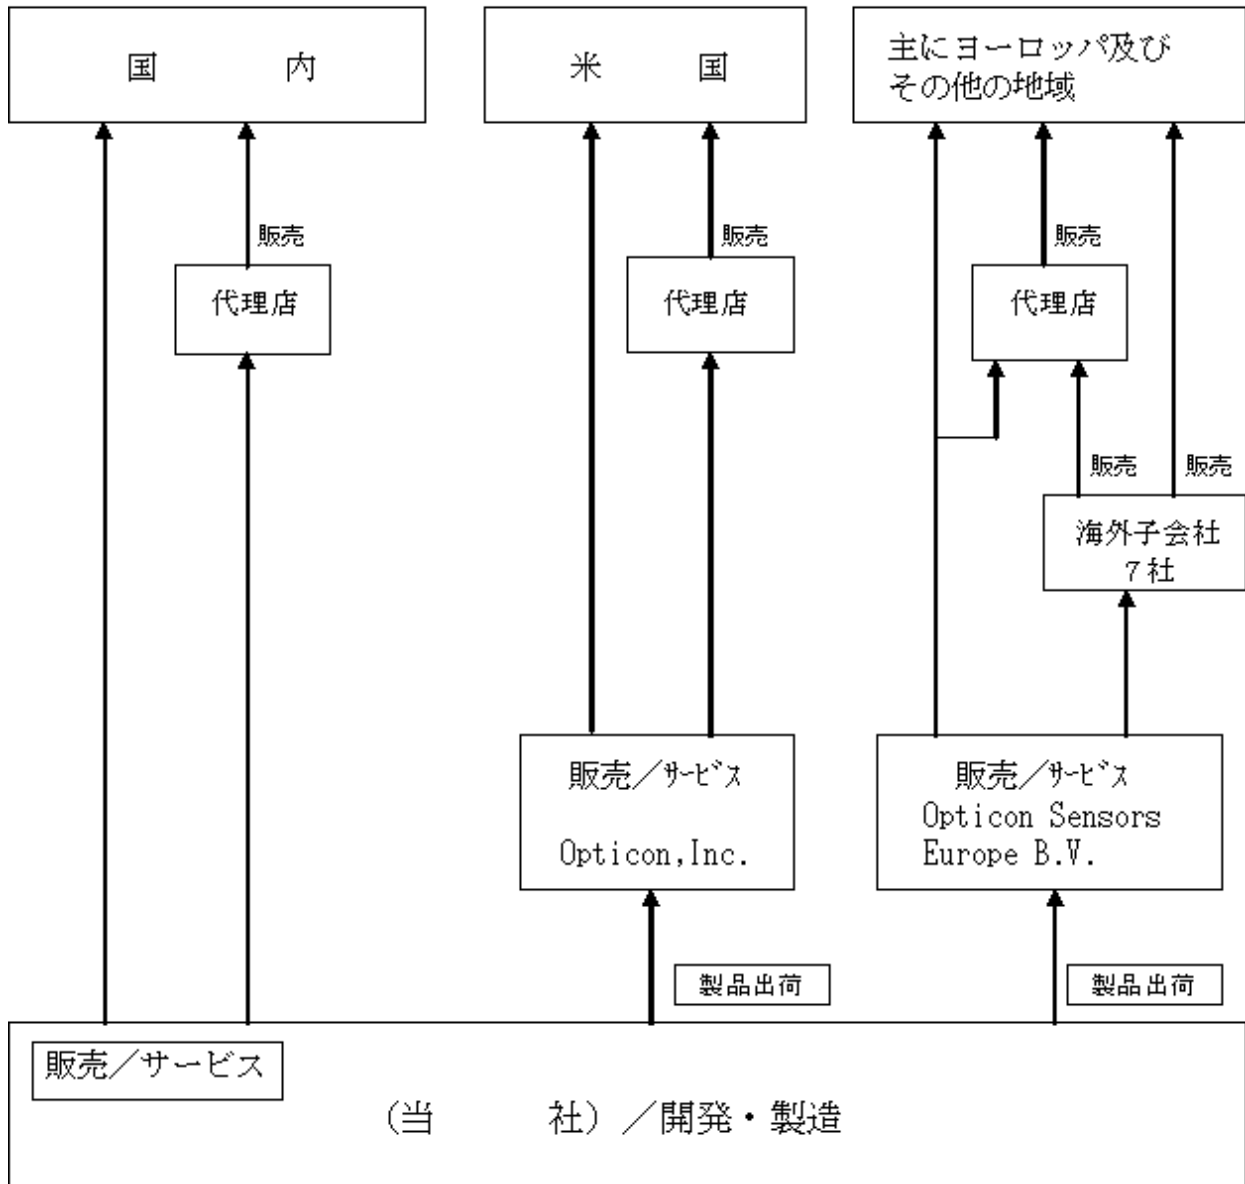 国　　　内
米　　国
主にヨーロッパ及び
その他の地域
販売
販売
販売
代理店
代理店
代理店
販売
販売
海外子会社
７社
販売／ｻｰﾋﾞｽ
Opticon,Inc.
販売／ｻｰﾋﾞｽ
Opticon Sensors
Europe B.V.
製品出荷
製品出荷
販売／サービス
（当　　　社）／開発・製造